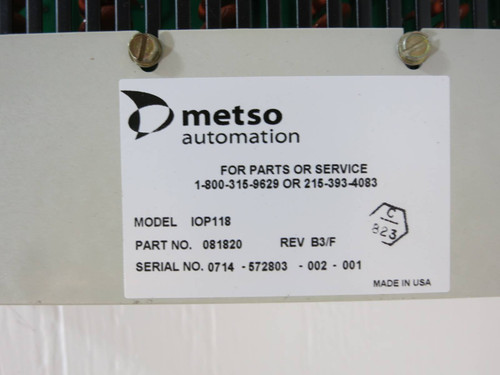 metso
automation
FOR PARTS OR SERVICE
1-800-315-9629 OR 215-393-4083
C
823
MODEL IOP118
PART NO. 081820 REV B3/F
SERIAL NO. 0714 -572803 -002 -001
MADE IN USA